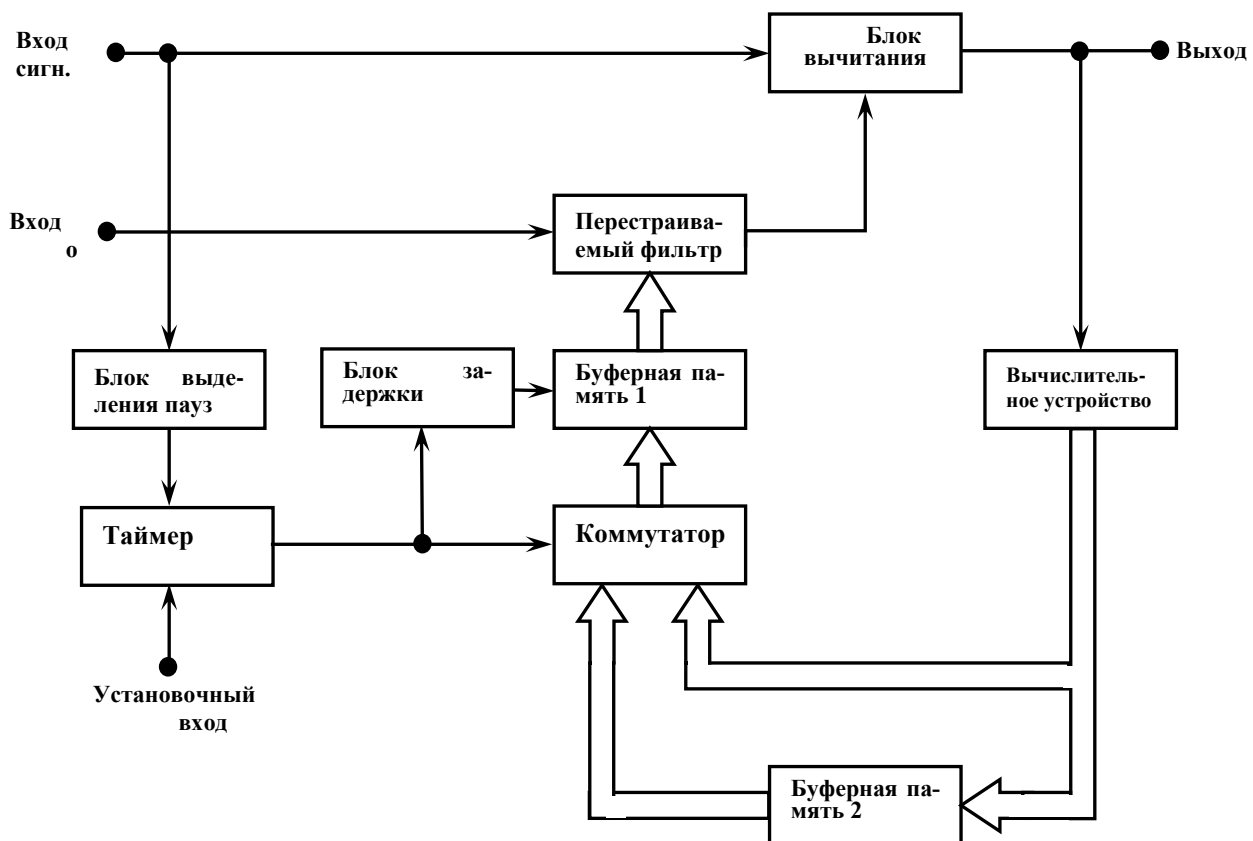 Вход
сигн.
Блок
вычитания
Выход
Вход
о
Перестраива-
емый фильтр
Блок выде-
ления пауз
Блок за-
держки
Буферная па-
мять 1
Вычислитель-
ное устройство
Таймер
Коммутатор
Установочный
вход
Буферная па-
мять 2